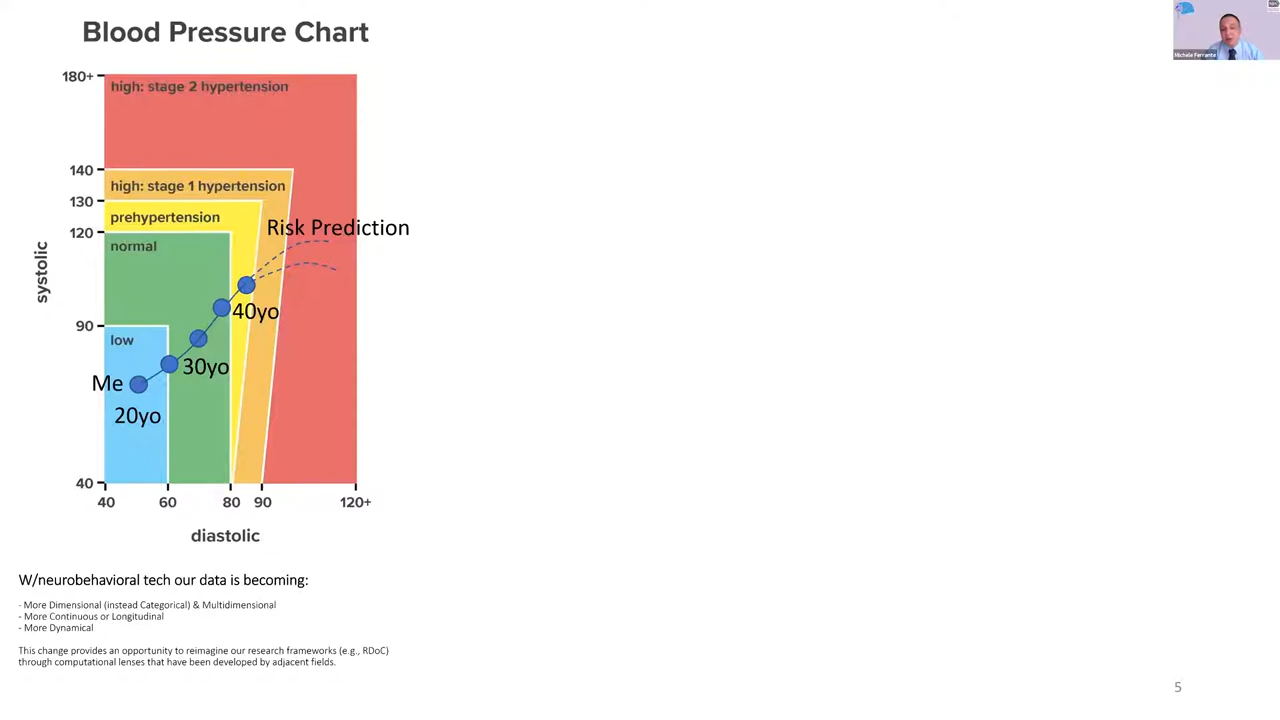 Blood Pressure Chart
180+
high: stage 2 hypertension
140
high: stage 1 hypertension
130
prehypertension
Risk Prediction
120
normal
systolic
40yo
90
low
30yo
Me
20yo
40
40 60 80 90 120+
diastolic
W/neurobehavioral tech our data is becoming:
- More Dimensional (instead Categorical) & Multidimensional
- More Continuous or Longitudinal
- More Dynamical
This change provides an opportunity to reimagine our research frameworks (e.g., RDoC)
through computational lenses that have been developed by adjacent fields.
5
Michele Ferrante